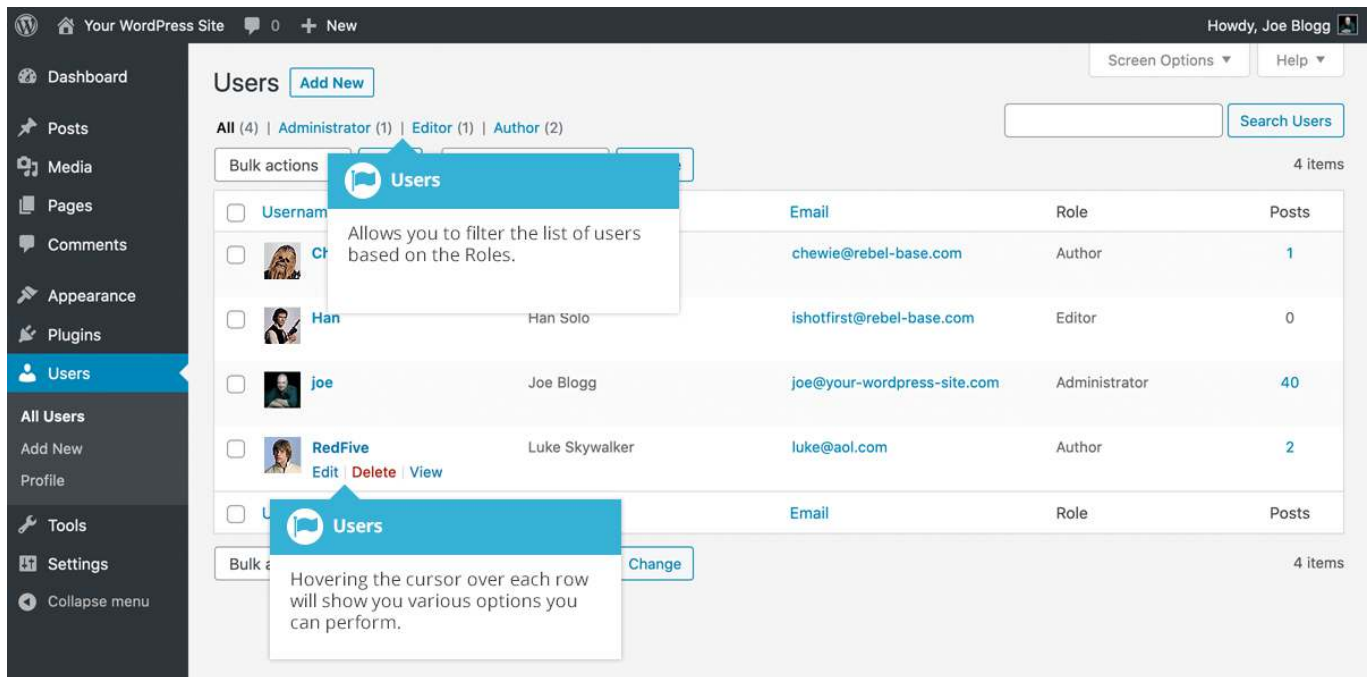 Your WordPress Site 0 + New Howdy, Joe Blogg
Screen Options ▼ Help ▼
Dashboard
Posts
Media
Pages
Comments
Appearance
Plugins
Users
All Users
Add New
Profile
Tools
Settings
Collapse menu
Users Add New
All (4) | Administrator (1) | Editor (1) | Author (2)
Search Users
Bulk actions
4 items
Users
Allows you to filter the list of users
based on the Roles.
Email Role Posts
chewie@rebel-base.com Author 1
Han Han Solo ishotfirst@rebel-base.com Editor 0
joe Joe Blogg joe@your-wordpress-site.com Administrator 40
RedFive Luke Skywalker luke@aol.com Author 2
Edit | Delete | View
Email Role Posts
Users
Hovering the cursor over each row
will show you various options you
can perform.
Bulk
Change
4 items